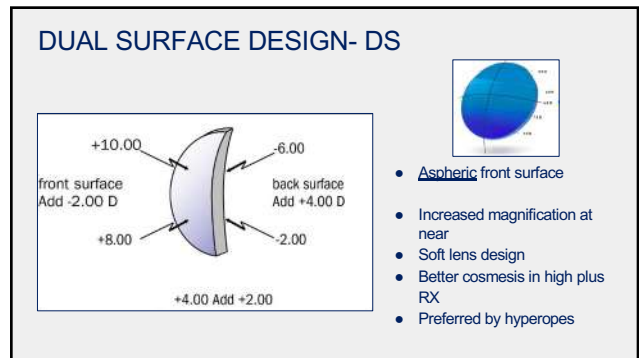 DUAL SURFACE DESIGN- DS
+10.00
-6.00
front surface
Add -2.00 D
back surface
Add +4.00 D
+8.00
-2.00
+4.00 Add +2.00
● Aspheric front surface
● Increased magnification at
near
● Soft lens design
● Better cosmesis in high plus
RX
● Preferred by hyperopes